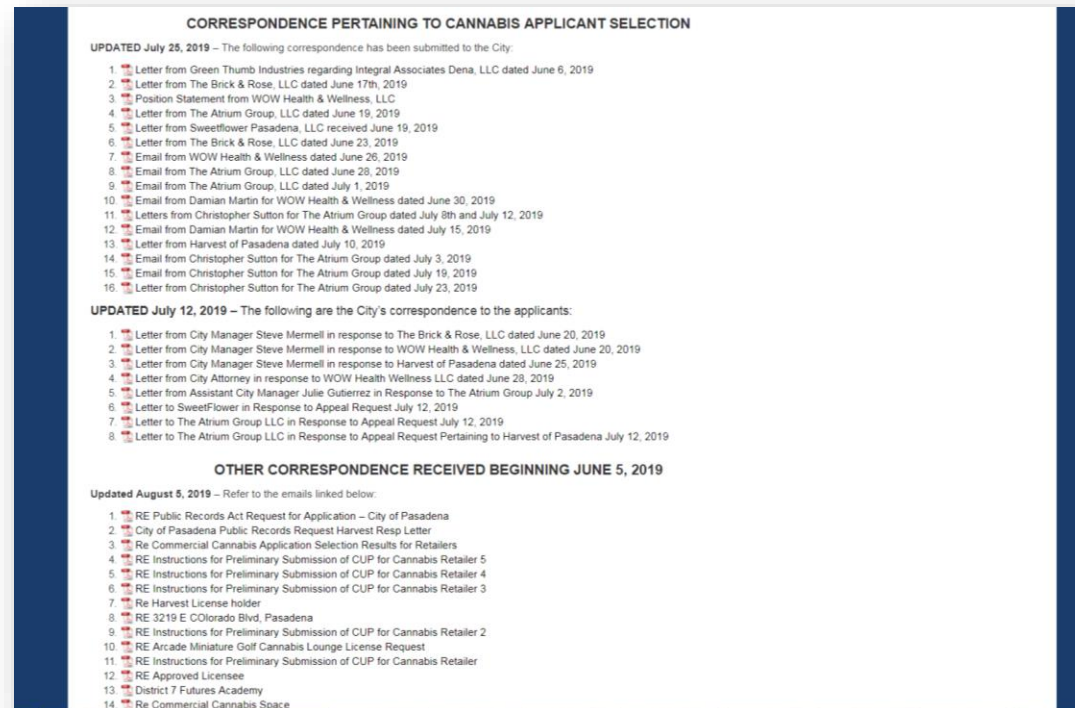 CORRESPONDENCE PERTAINING TO CANNABIS APPLICANT SELECTION
UPDATED July 25, 2019 – The following correspondence has been submitted to the City:
1. Letter from Green Thumb Industries regarding Integral Associates Dena, LLC dated June 6, 2019
2. Letter from The Brick & Rose, LLC dated June 17th, 2019
3. Position Statement from WOW Health & Wellness, LLC
4. Letter from The Atrium Group, LLC dated June 19, 2019
5. Letter from Sweetflower Pasadena, LLC received June 19, 2019
6. Letter from The Brick & Rose, LLC dated June 23, 2019
7. Email from WOW Health & Wellness dated June 26, 2019
8. Email from The Atrium Group, LLC dated June 28, 2019
9. Email from The Atrium Group, LLC dated July 1, 2019
10. Email from Damian Martin for WOW Health & Wellness dated June 30, 2019
11. Letters from Christopher Sutton for The Atrium Group dated July 8th and July 12, 2019
12. Email from Damian Martin for WOW Health & Wellness dated July 15, 2019
13. Letter from Harvest of Pasadena dated July 10, 2019
14. Email from Christopher Sutton for The Atrium Group dated July 3, 2019
15. Email from Christopher Sutton for The Atrium Group dated July 19, 2019
16. Letter from Christopher Sutton for The Atrium Group dated July 23, 2019
UPDATED July 12, 2019 – The following are the City's correspondence to the applicants:
1. Letter from City Manager Steve Mermell in response to The Brick & Rose, LLC dated June 20, 2019
2. Letter from City Manager Steve Mermell in response to WOW Health & Wellness, LLC dated June 20, 2019
3. Letter from City Manager Steve Mermell in response to Harvest of Pasadena dated June 25, 2019
4. Letter from City Attorney in response to WOW Health Wellness LLC dated June 28, 2019
5. Letter from Assistant City Manager Julie Gutierrez in Response to The Atrium Group July 2, 2019
6. Letter to SweetFlower in Response to Appeal Request July 12, 2019
7. Letter to The Atrium Group LLC in Response to Appeal Request July 12, 2019
8. Letter to The Atrium Group LLC in Response to Appeal Request Pertaining to Harvest of Pasadena July 12, 2019
OTHER CORRESPONDENCE RECEIVED BEGINNING JUNE 5, 2019
Updated August 5, 2019 – Refer to the emails linked below:
1. RE Public Records Act Request for Application – City of Pasadena
2. City of Pasadena Public Records Request Harvest Resp Letter
3. Re Commercial Cannabis Application Selection Results for Retailers
4. RE Instructions for Preliminary Submission of CUP for Cannabis Retailer 5
5. RE Instructions for Preliminary Submission of CUP for Cannabis Retailer 4
6. RE Instructions for Preliminary Submission of CUP for Cannabis Retailer 3
7. Re Harvest License holder
8. RE 3219 E COlorado Blvd, Pasadena
9. RE Instructions for Preliminary Submission of CUP for Cannabis Retailer 2
10. RE Arcade Miniature Golf Cannabis Lounge License Request
11. RE Instructions for Preliminary Submission of CUP for Cannabis Retailer
12. RE Approved Licensee
13. District 7 Futures Academy
14. Re Commercial Cannabis Space